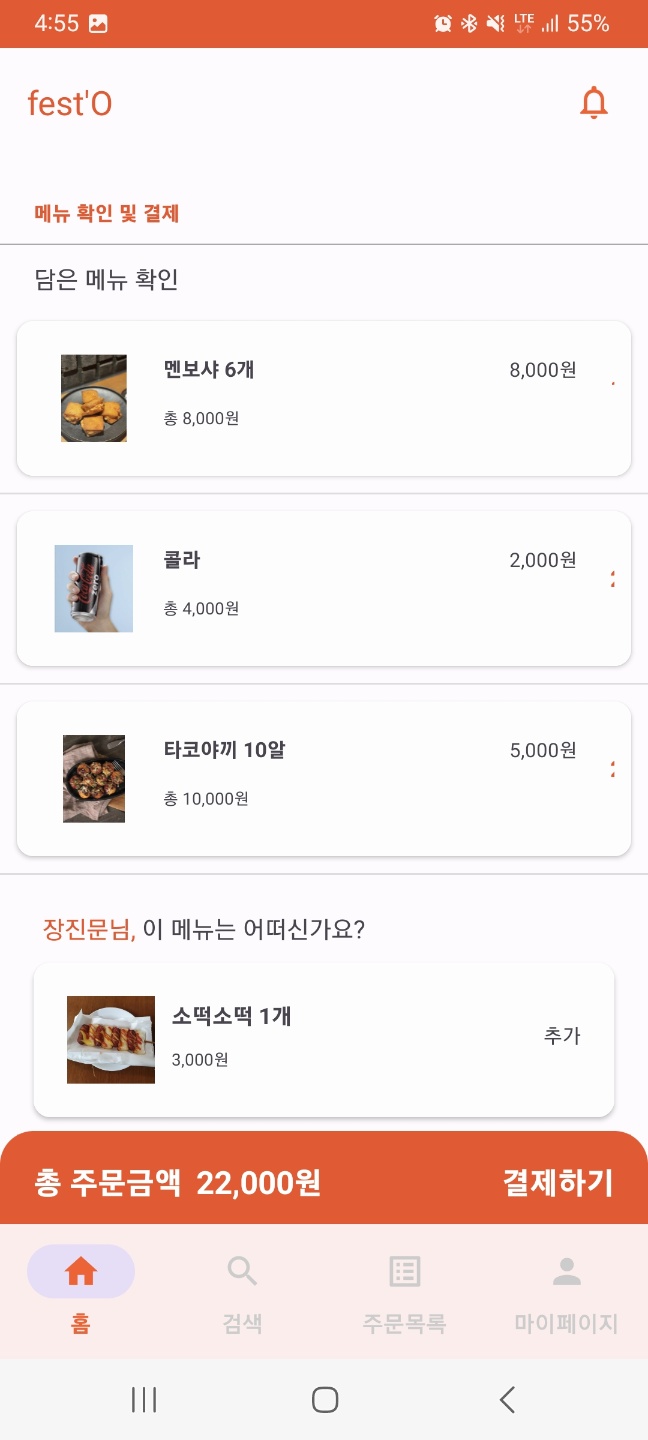 4:55 LTE 55%
fest'O
메뉴 확인 및 결제
담은 메뉴 확인
멘보샤 6개 8,000원
총 8,000원
콜라 2,000원
총 4,000원
타코야끼 10알 5,000원
총 10,000원
장진문님, 이 메뉴는 어떠신가요?
소떡소떡 1개
추가
3,000원
총 주문금액 22,000원 결제하기
홈 검색 주문목록 마이페이지